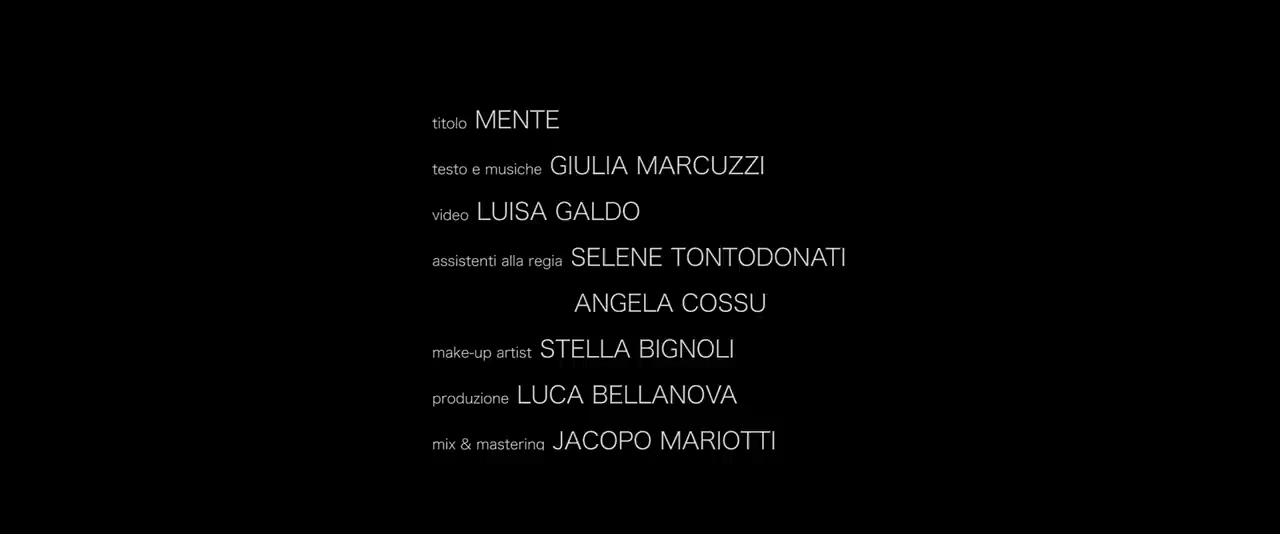 titolo MENTE
testo e musiche GIULIA MARCUZZI
video LUISA GALDO
assistenti alla regia SELENE TONTODONATI
ANGELA COSSU
make-up artist STELLA BIGNOLI
produzione LUCA BELLANOVA
mix & mastering JACOPO MARIOTTI